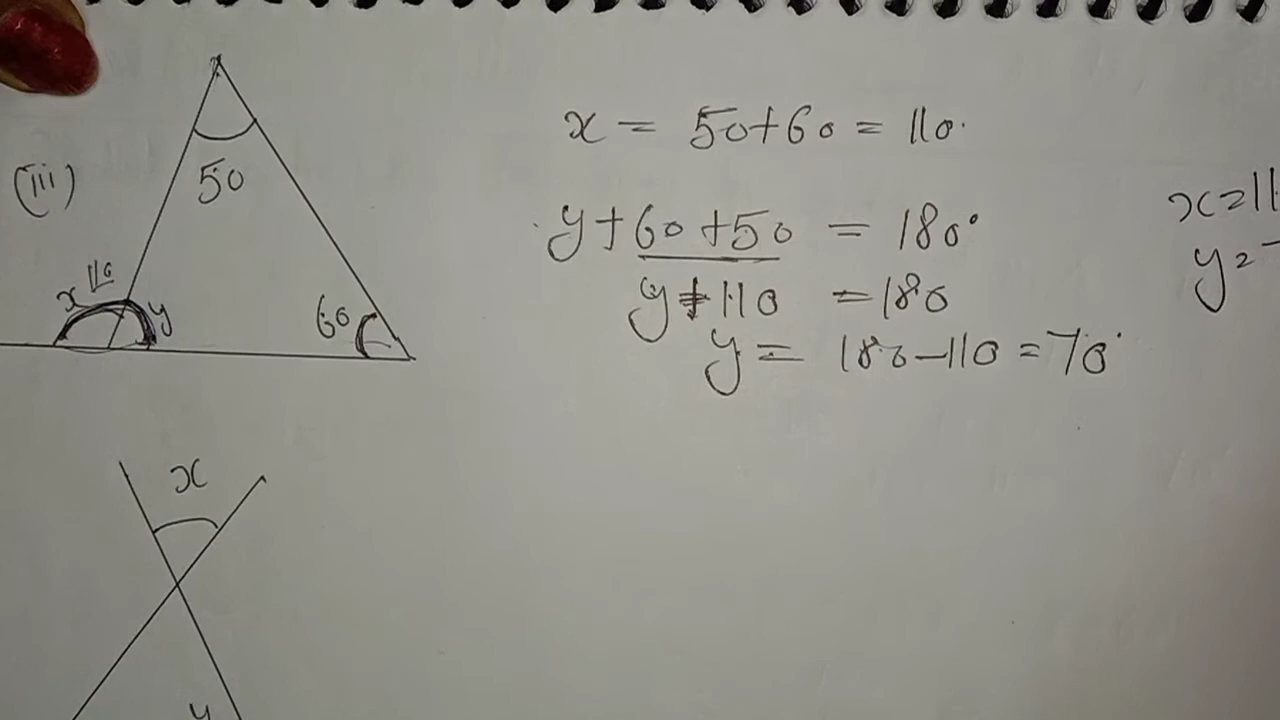 (iii)
50
x 110 y
60
x = 50+60 = 110.
y+60+50 = 180°
y+110 = 180
y = 180-110 = 70°
x=11
y=
x
y